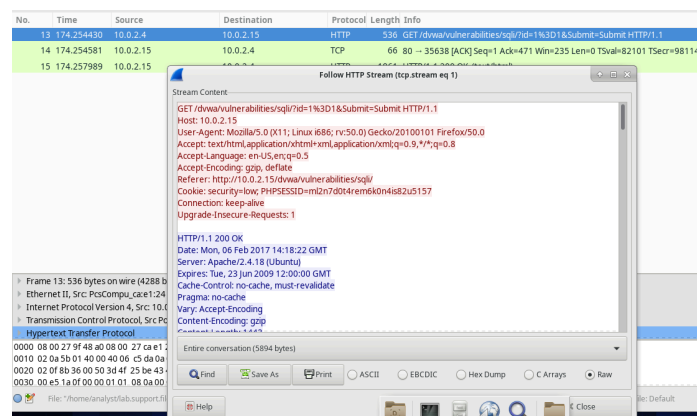 No. Time Source Destination Protocol Length Info
13 174.254430 10.0.2.4 10.0.2.15 HTTP 536 GET /dvwa/vulnerabilities/sqli/?id=1%3D1&Submit=Submit HTTP/1.1
14 174.254581 10.0.2.15 10.0.2.4 TCP 66 80 → 35638 [ACK] Seq=1 Ack=471 Win=235 Len=0 TSval=82101 TSecr=98114
15 174.257989 10.0.2.15
Follow HTTP Stream (tcp.stream eq 1)
Stream Content
GET /dvwa/vulnerabilities/sqli/?id=1%3D1&Submit=Submit HTTP/1.1
Host: 10.0.2.15
User-Agent: Mozilla/5.0 (X11; Linux i686; rv:50.0) Gecko/20100101 Firefox/50.0
Accept: text/html,application/xhtml+xml,application/xml;q=0.9,*/*;q=0.8
Accept-Language: en-US,en;q=0.5
Accept-Encoding: gzip, deflate
Referer: http://10.0.2.15/dvwa/vulnerabilities/sqli/
Cookie: security=low; PHPSESSID=ml2n7d0t4rem6k0n4is82u5157
Connection: keep-alive
Upgrade-Insecure-Requests: 1
HTTP/1.1 200 OK
Date: Mon, 06 Feb 2017 14:18:22 GMT
Server: Apache/2.4.18 (Ubuntu)
Expires: Tue, 23 Jun 2009 12:00:00 GMT
Cache-Control: no-cache, must-revalidate
Pragma: no-cache
Vary: Accept-Encoding
Content-Encoding: gzip
Frame 13: 536 bytes on wire (4288 b
Ethernet II, Src: PcsCompu_ca:e1:24
Internet Protocol Version 4, Src: 10.0
Transmission Control Protocol, Src Po
Hypertext Transfer Protocol
0000 08 00 27 9f 48 a0 08 00 27 ca e1 2
0010 02 0a 5b 01 40 00 40 06 c5 da 0a
0020 02 0f 8b 36 00 50 3d 4f 25 be 43
0030 00 e5 1a 0f 00 00 01 01 08 0a 00
Entire conversation (5894 bytes)
Find Save As Print ASCII EBCDIC Hex Dump C Arrays Raw
File: "/home/analyst/lab.support.fil
ile: Default
Help Close